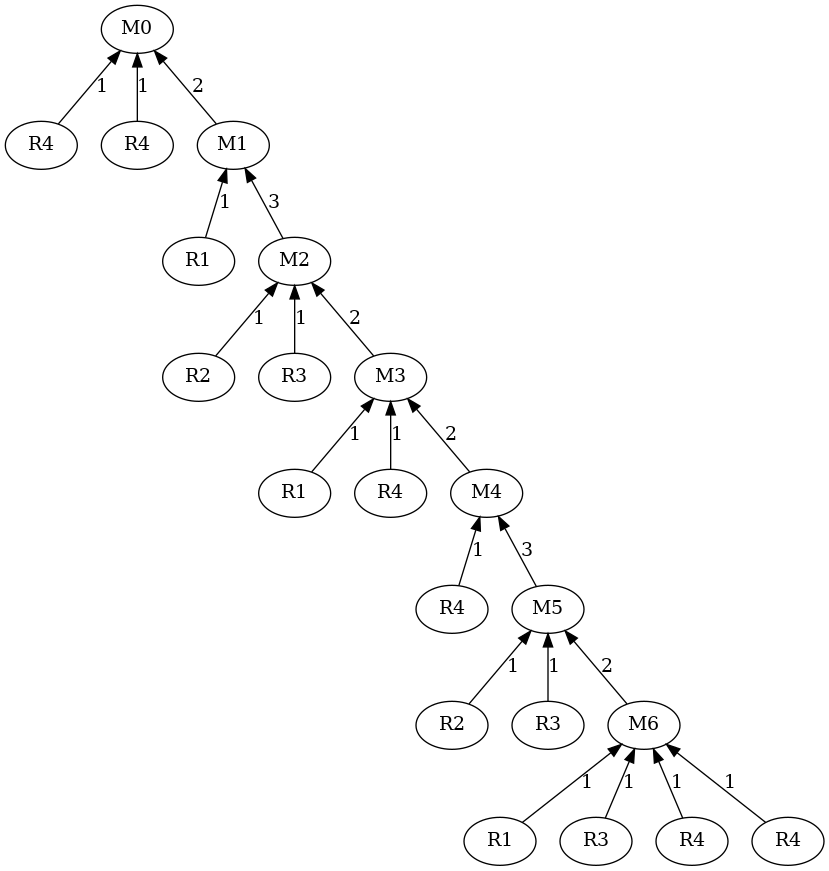 M0
1 1 2
R4 R4 M1
1 3
R1 M2
1 1 2
R2 R3 M3
1 1 2
R1 R4 M4
1 3
R4 M5
1 1 2
R2 R3 M6
1 1 1 1
R1 R3 R4 R4